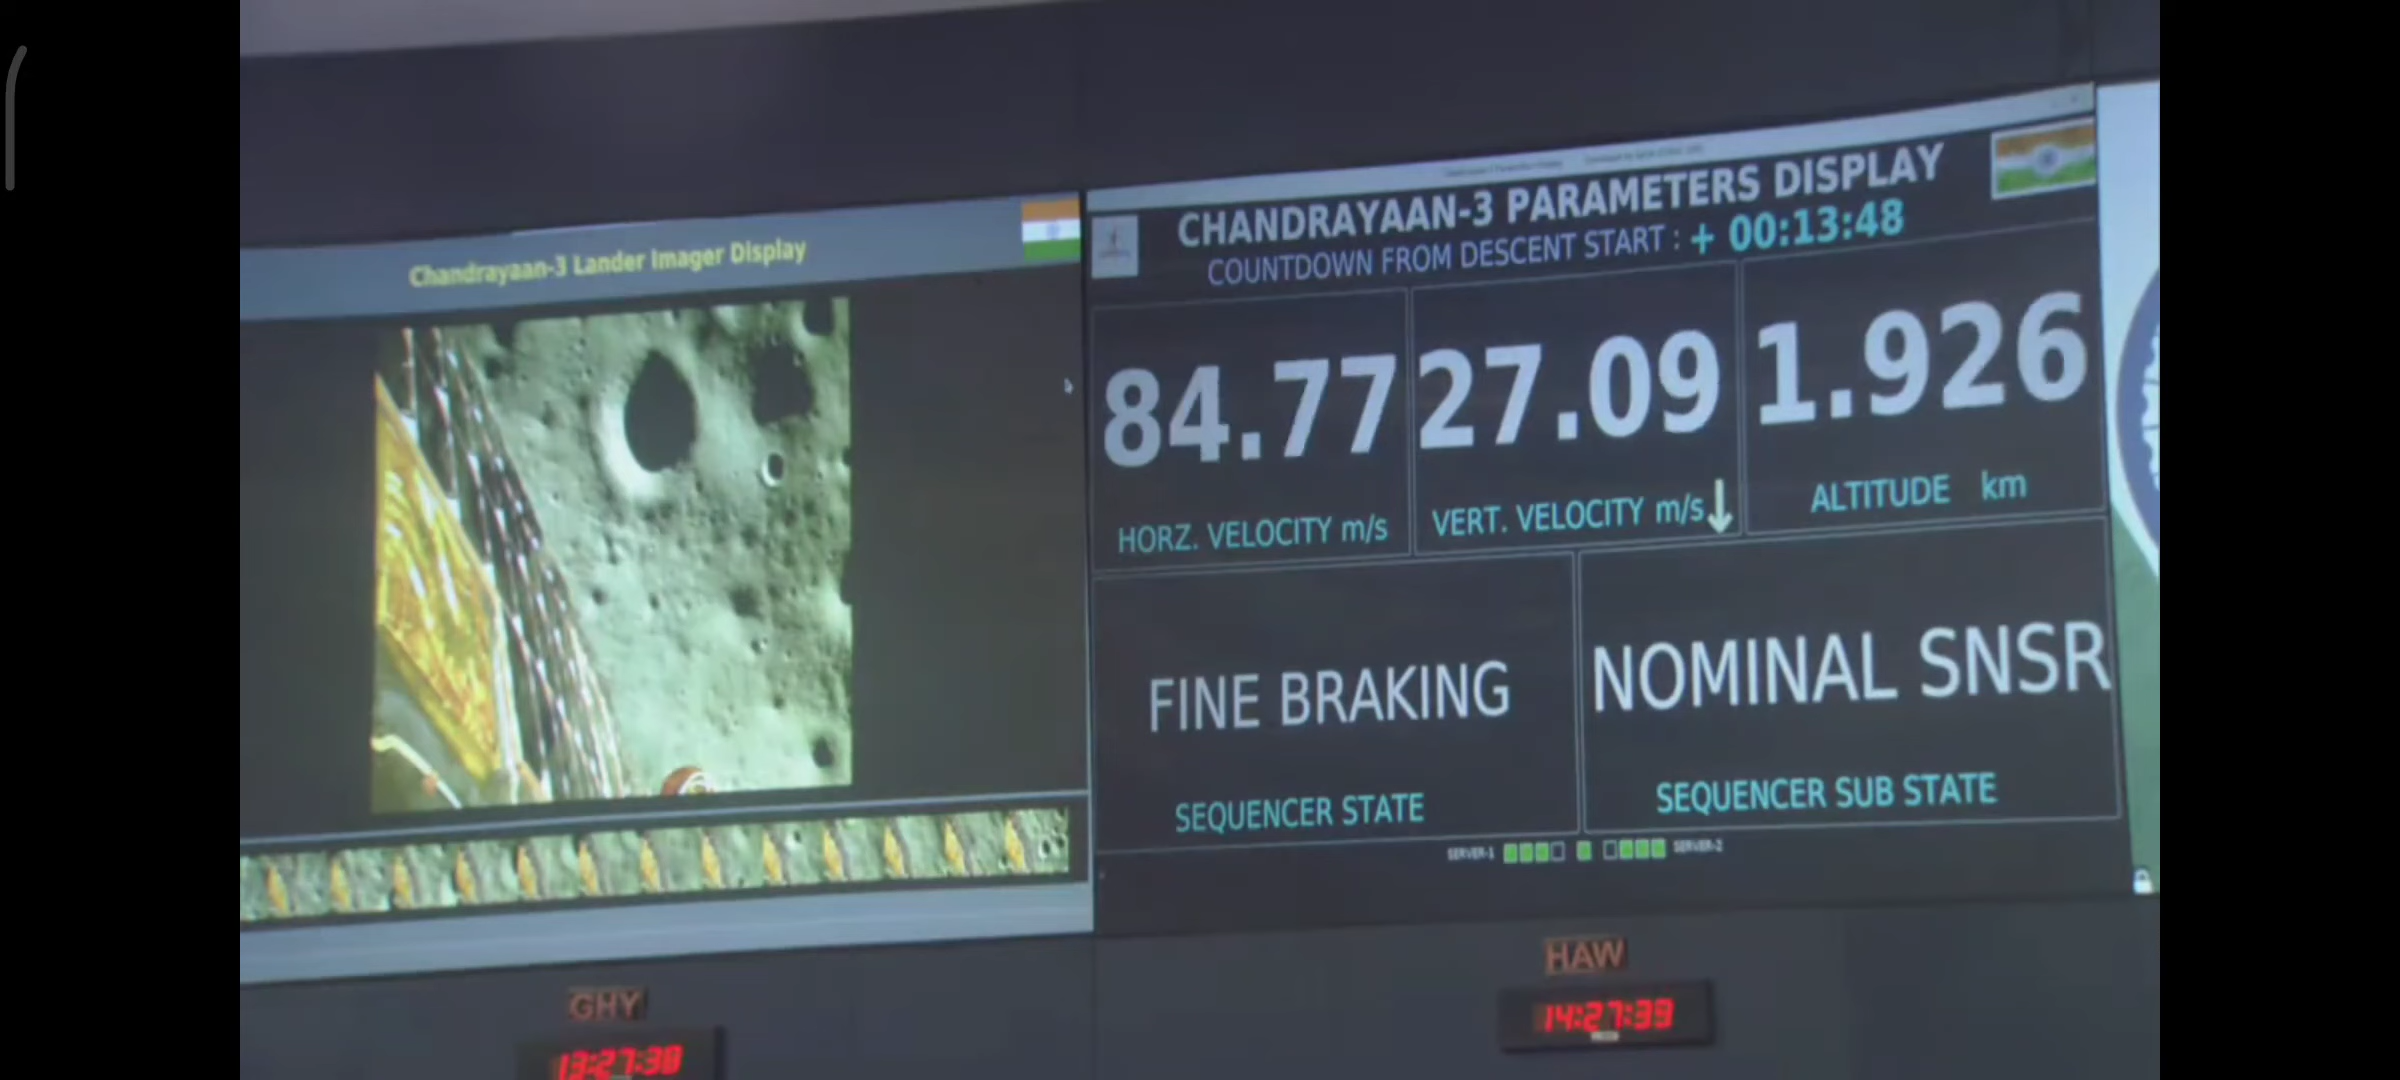 Chandrayaan-3 Lander Imager Display
CHANDRAYAAN-3 PARAMETERS DISPLAY
COUNTDOWN FROM DESCENT START : + 00:13:48
84.77
HORZ. VELOCITY m/s
27.09
VERT. VELOCITY m/s↓
1.926
ALTITUDE km
FINE BRAKING
SEQUENCER STATE
NOMINAL SNSR
SEQUENCER SUB STATE
SERVER-1
SERVER-2
GHY
13:27:38
HAW
14:27:39